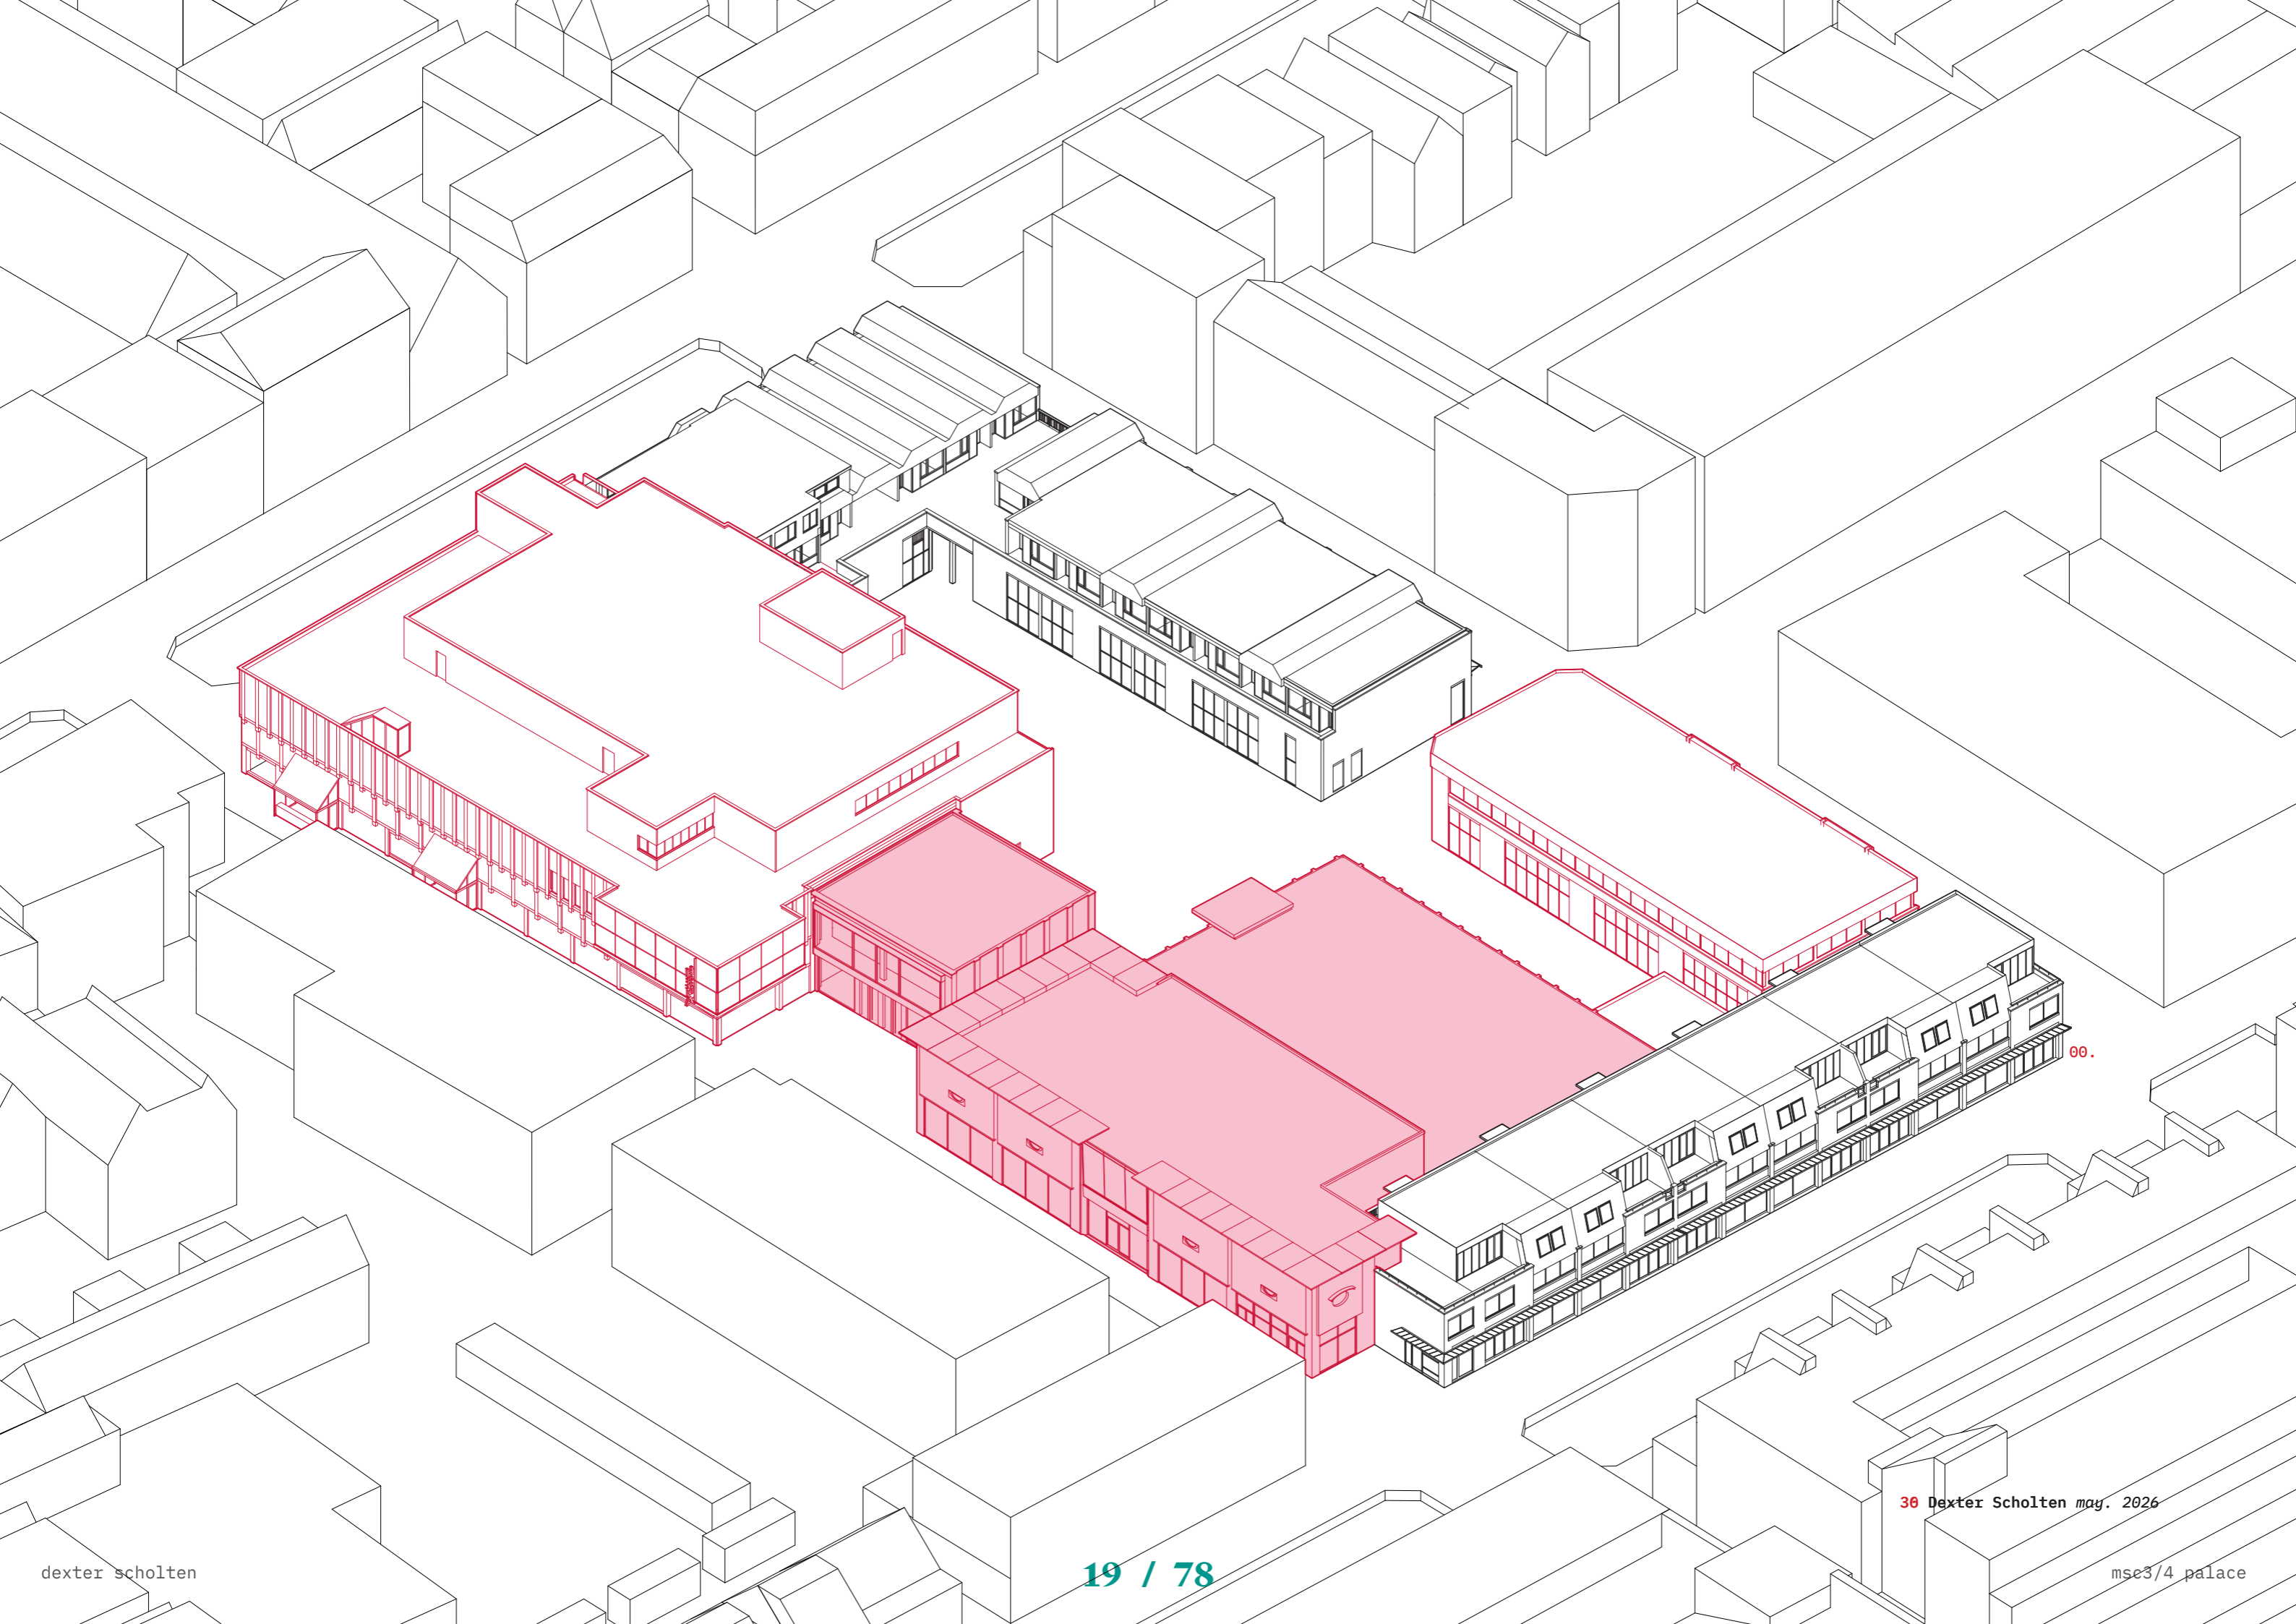 00.
30 Dexter Scholten may. 2026
dexter scholten
19 / 78
msc3/4 palace